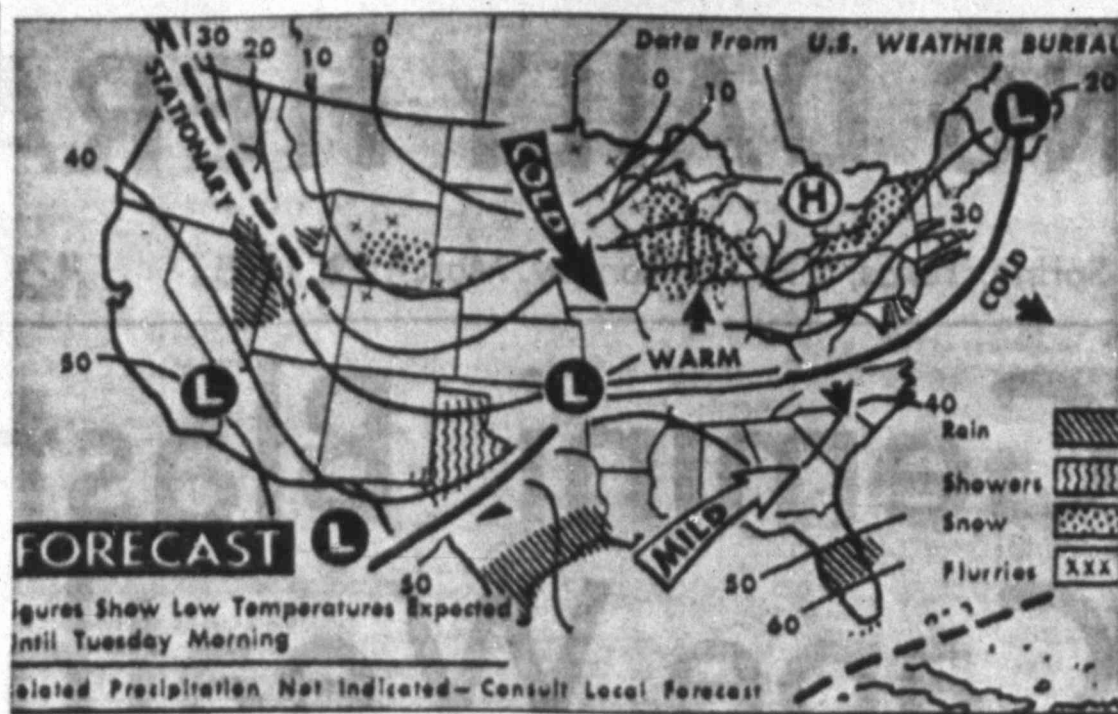 Data From U.S. WEATHER BUREAU
30 20 10 0
0 10
20
L
STATIONARY
40
COLD
H
30
COLD
50
L
WARM
L
40
Rain
Showers
Snow
Flurries
XXX
MILD
FORECAST
L
50
50
60
igures Show Low Temperatures Expected
Until Tuesday Morning
olated Precipitation Not Indicated— Consult Local Forecast